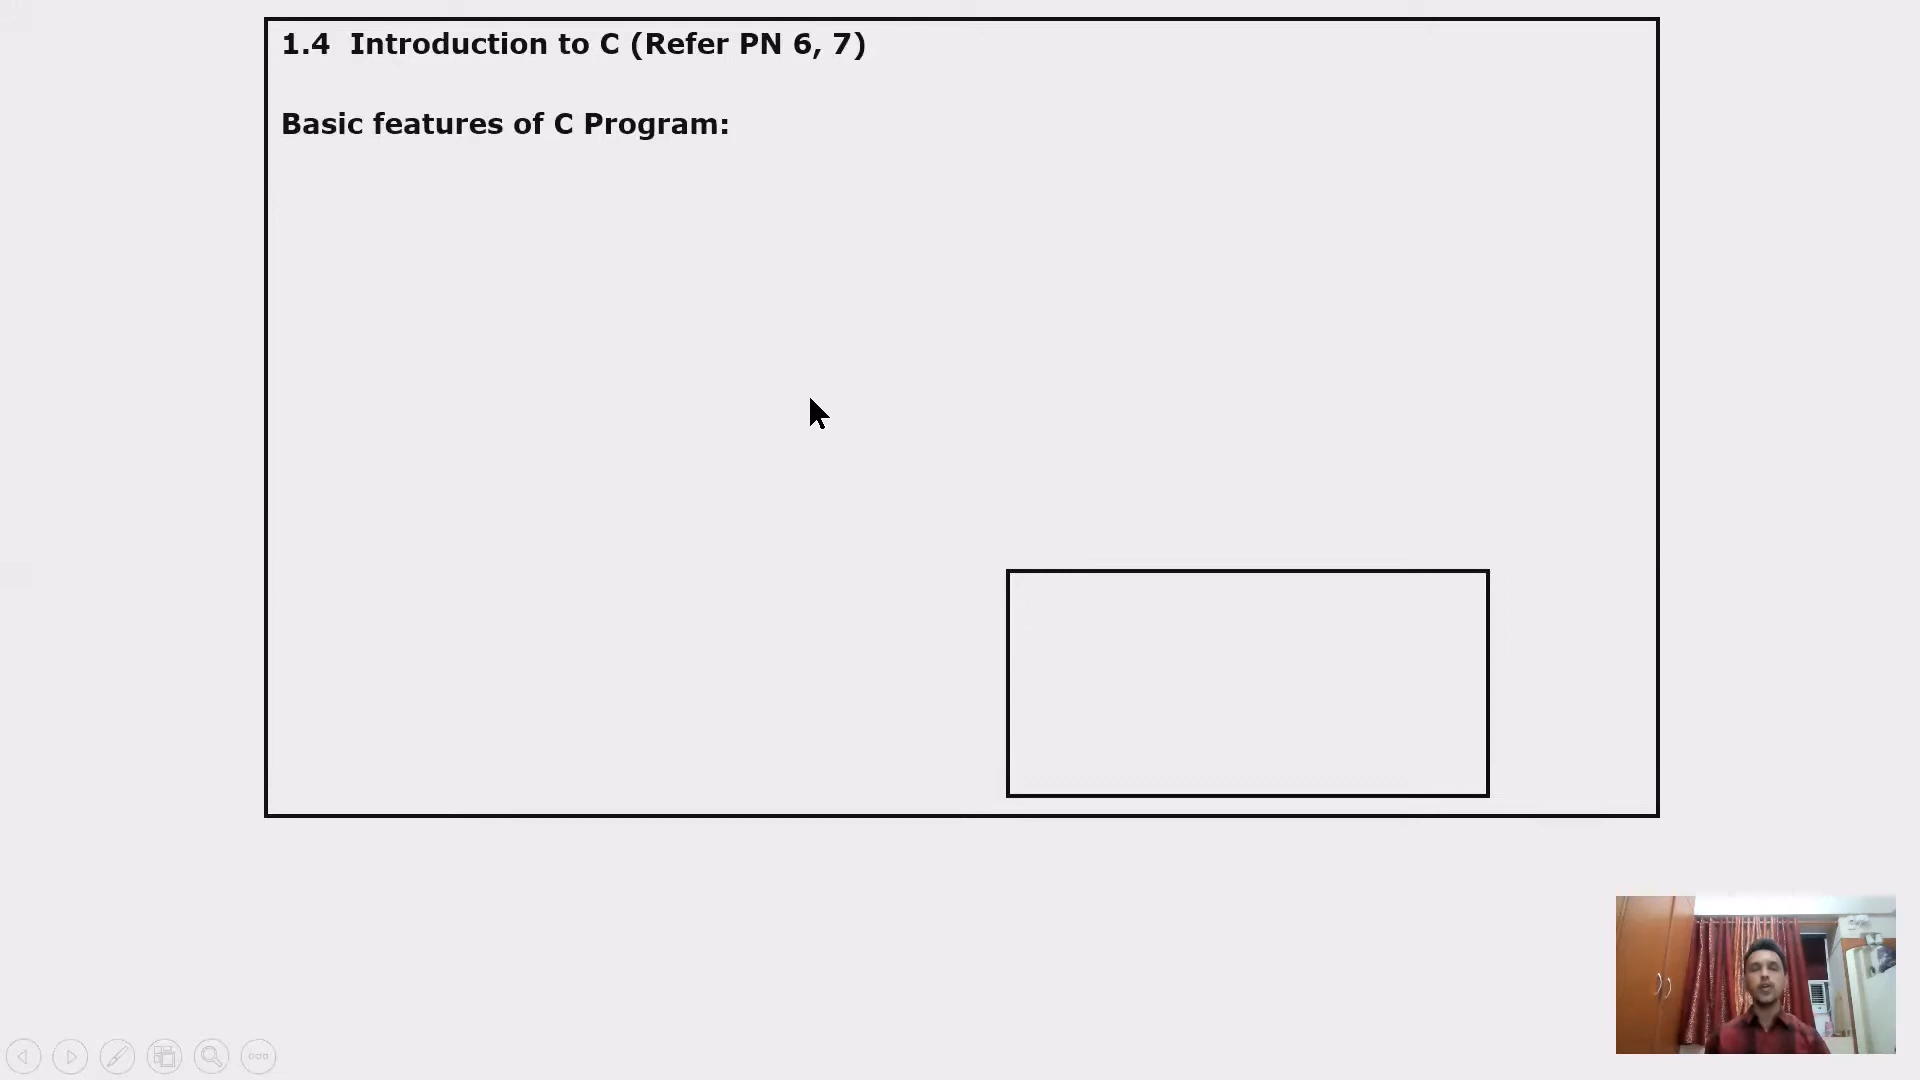 1.4 Introduction to C (Refer PN 6, 7)
Basic features of C Program: